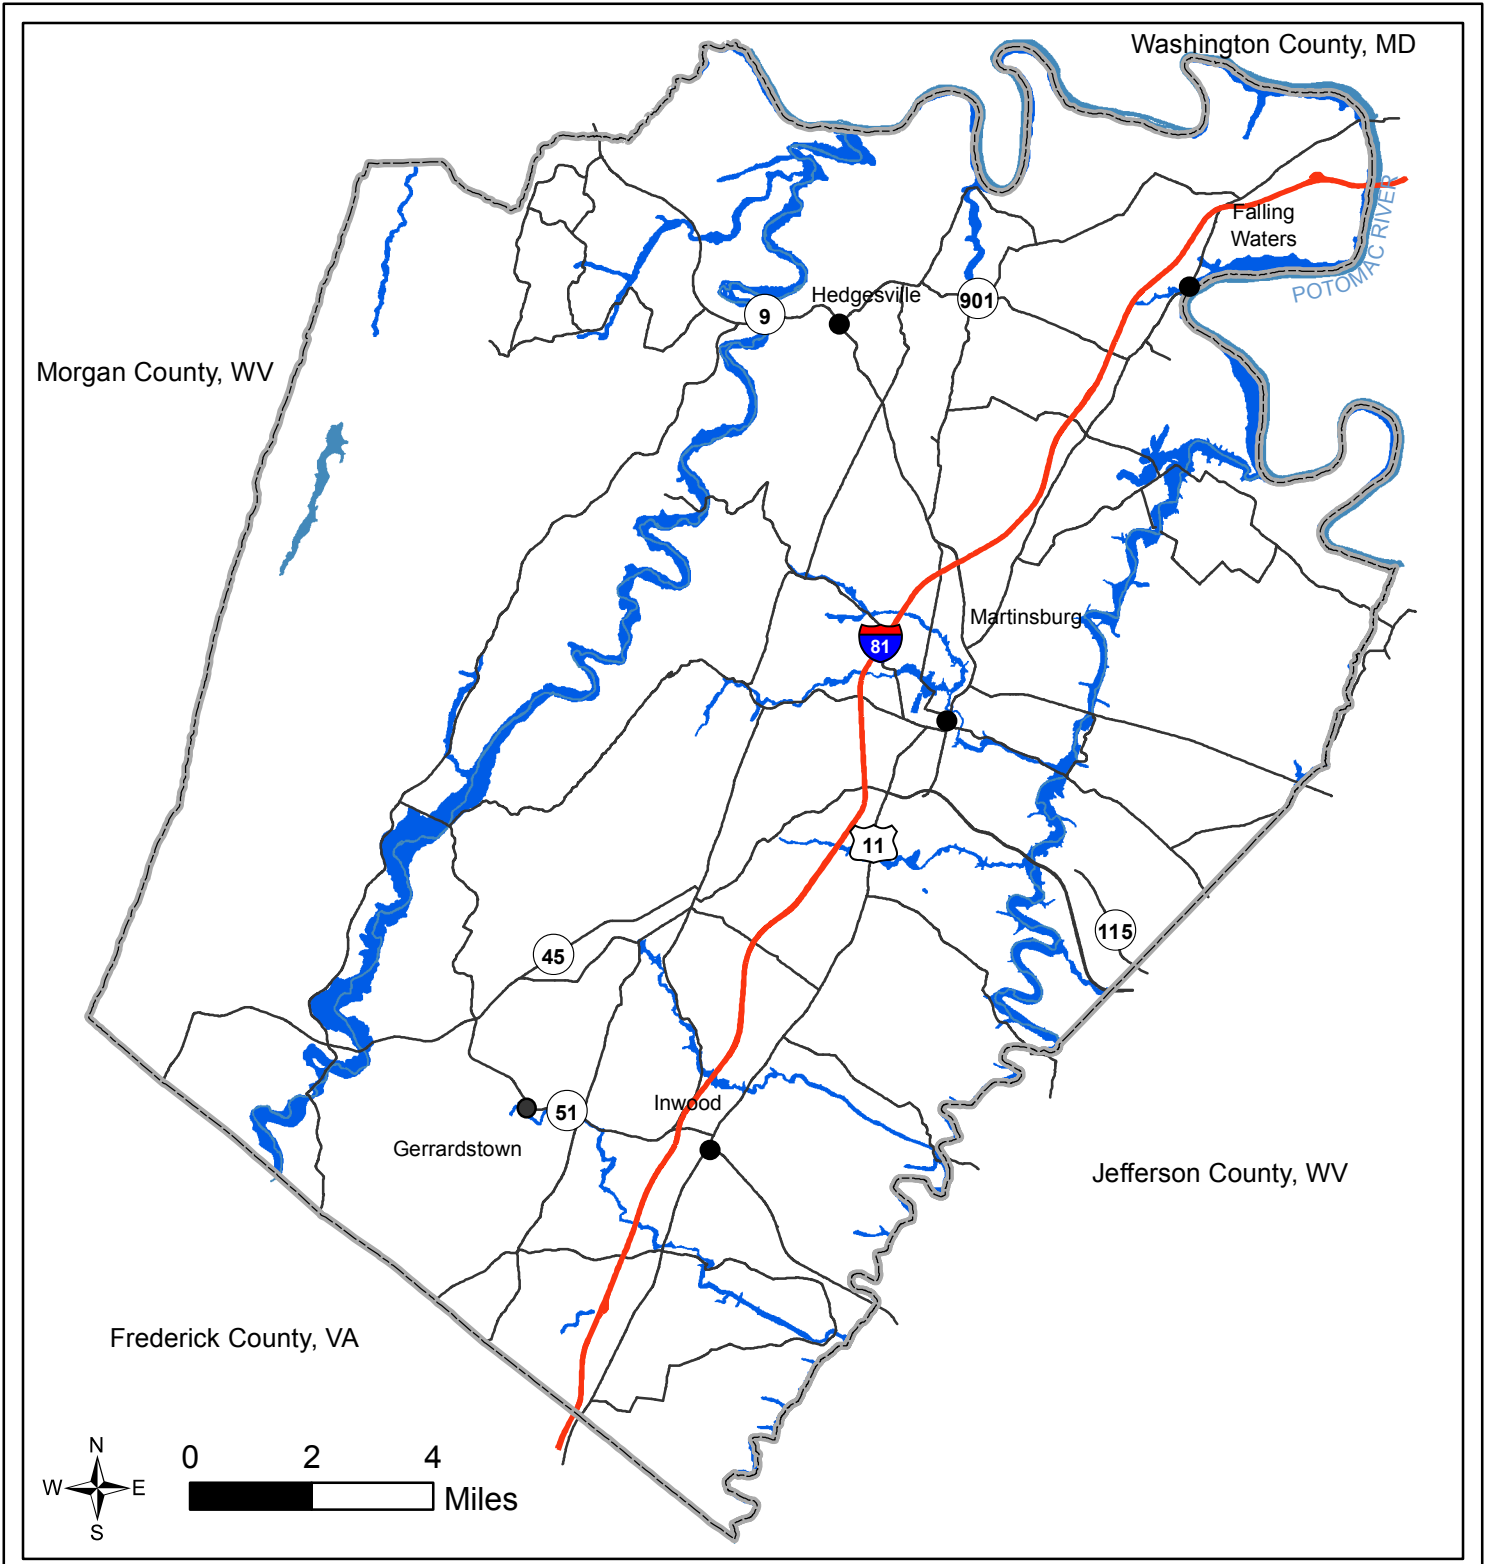 Washington County, MD
Falling
Waters
POTOMAC RIVER
Hedgesville
901
9
Morgan County, WV
Martinsburg
81
11
115
45
Inwood
51
Gerrardstown
Jefferson County, WV
Frederick County, VA
N
W E
S
0 2 4
Miles